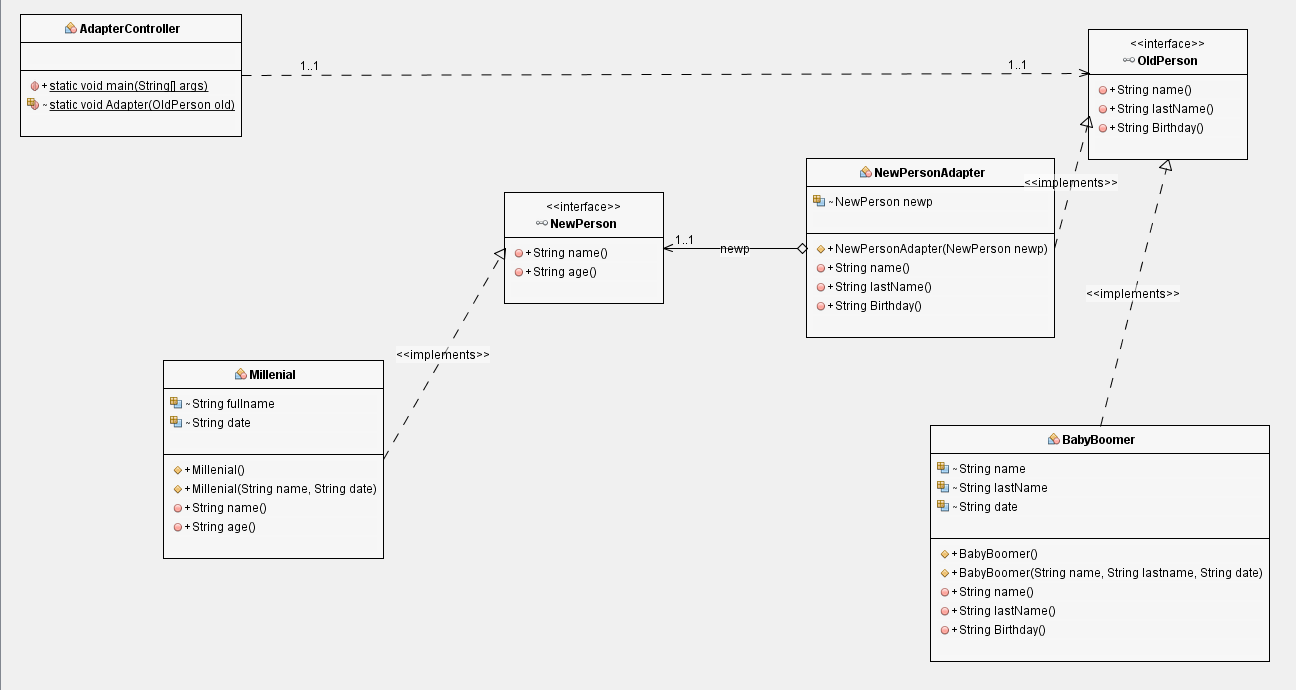 AdapterController
+ static void main(String[] args)
~ static void Adapter(OldPerson old)
1..1
1..1
<<interface>>
OldPerson
+ String name()
+ String lastName()
+ String Birthday()
<<implements>>
<<implements>>
NewPersonAdapter
~ NewPerson newp
+ NewPersonAdapter(NewPerson newp)
+ String name()
+ String lastName()
+ String Birthday()
1..1
newp
<<interface>>
NewPerson
+ String name()
+ String age()
<<implements>>
Millenial
~ String fullname
~ String date
+ Millenial()
+ Millenial(String name, String date)
+ String name()
+ String age()
BabyBoomer
~ String name
~ String lastName
~ String date
+ BabyBoomer()
+ BabyBoomer(String name, String lastname, String date)
+ String name()
+ String lastName()
+ String Birthday()